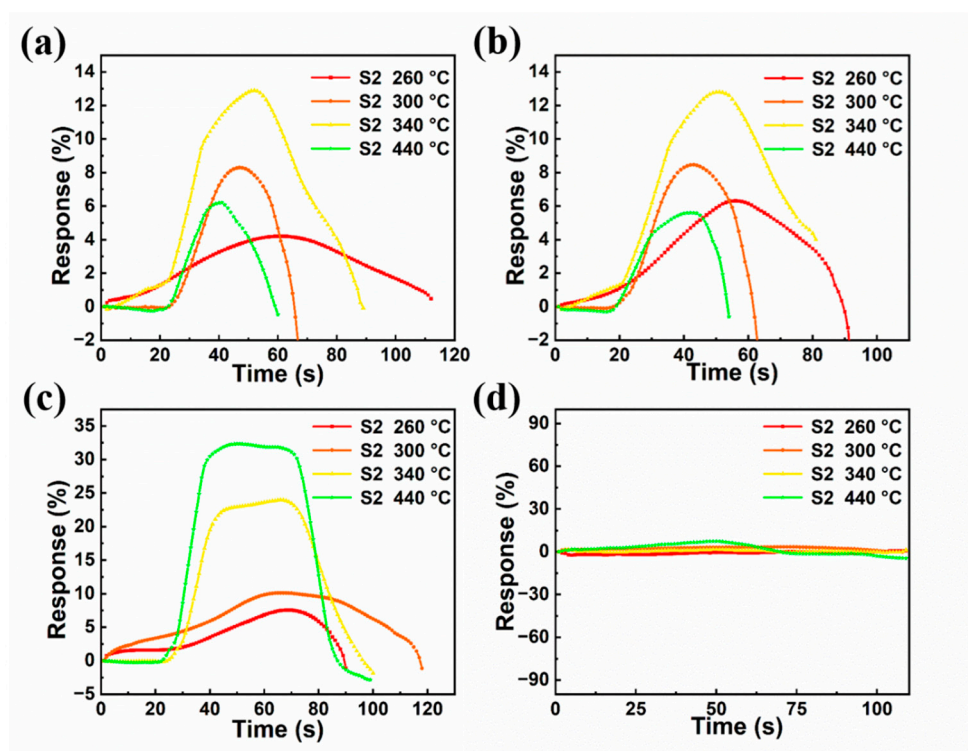 (a)
Response (%)
14
12
10
8
6
4
2
0
−2
0 20 40 60 80 100 120
Time (s)
S2 260 °C
S2 300 °C
S2 340 °C
S2 440 °C
(b)
Response (%)
14
12
10
8
6
4
2
0
−2
0 20 40 60 80 100
Time (s)
S2 260 °C
S2 300 °C
S2 340 °C
S2 440 °C
(c)
Response (%)
35
30
25
20
15
10
5
0
−5
0 20 40 60 80 100 120
Time (s)
S2 260 °C
S2 300 °C
S2 340 °C
S2 440 °C
(d)
Response (%)
90
60
30
0
−30
−60
−90
0 25 50 75 100
Time (s)
S2 260 °C
S2 300 °C
S2 340 °C
S2 440 °C